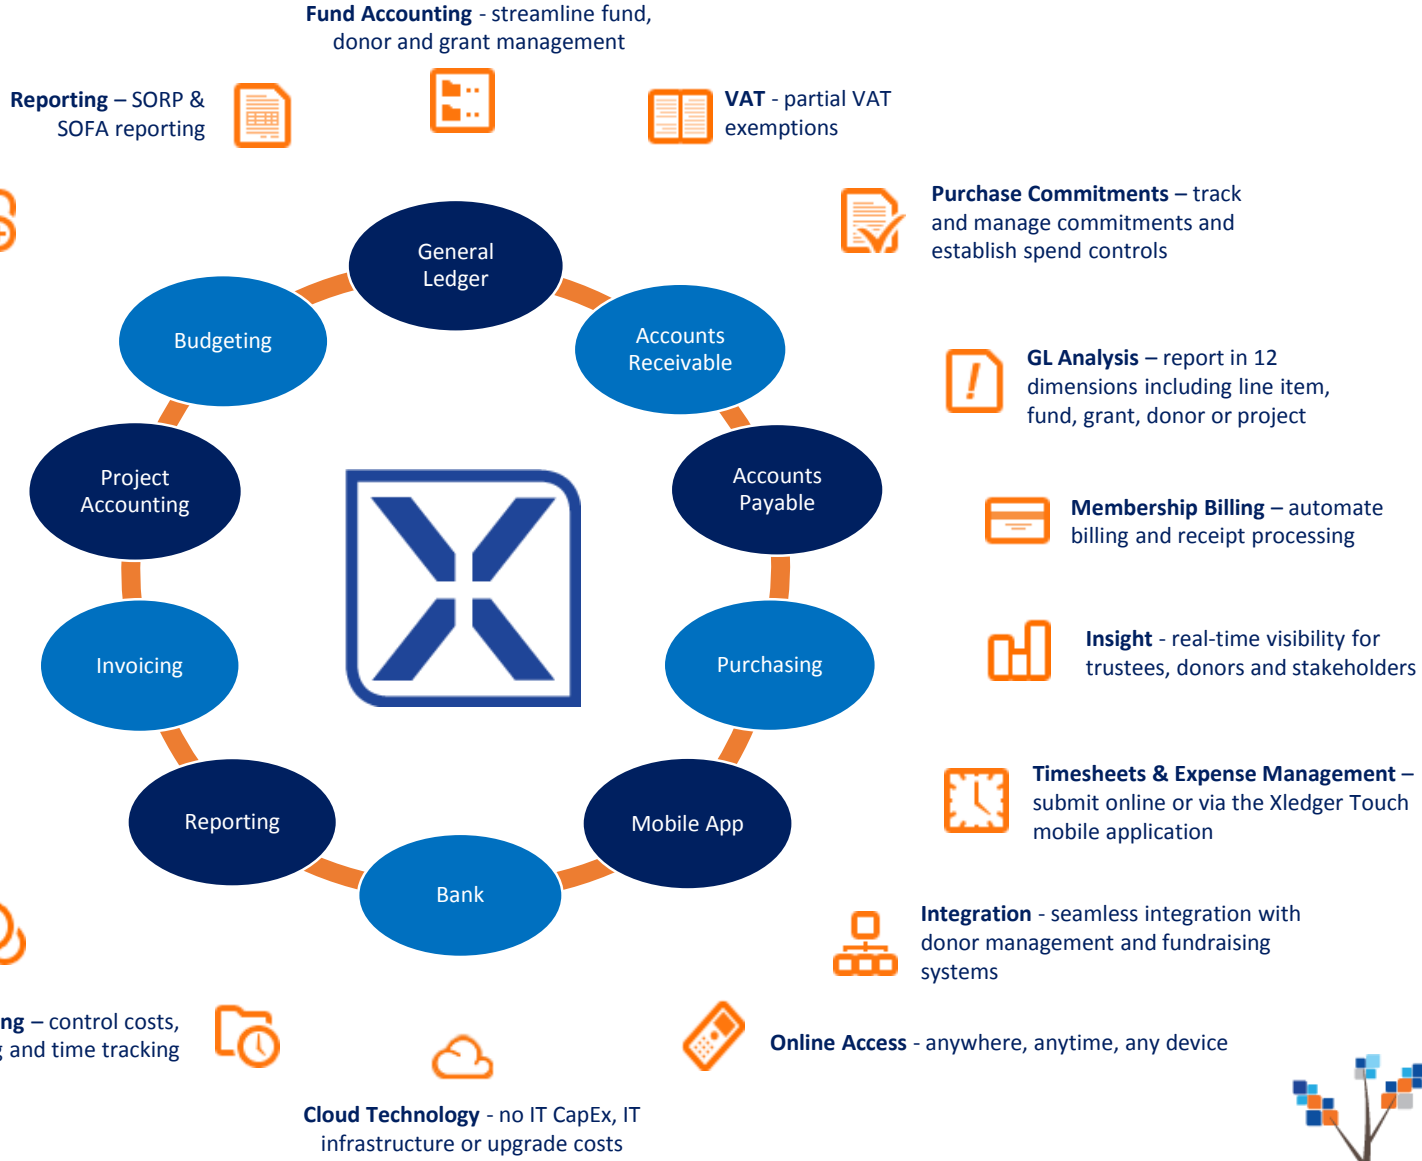 Fund Accounting - streamline fund,
donor and grant management
Reporting – SORP &
SOFA reporting
VAT - partial VAT
exemptions
Purchase Commitments – track
and manage commitments and
establish spend controls
General
Ledger
Budgeting
Accounts
Receivable
GL Analysis – report in 12
dimensions including line item,
fund, grant, donor or project
Project
Accounting
Accounts
Payable
Membership Billing – automate
billing and receipt processing
Invoicing
Purchasing
Insight - real-time visibility for
trustees, donors and stakeholders
Reporting
Mobile App
Timesheets & Expense Management –
submit online or via the Xledger Touch
mobile application
Bank
Integration - seamless integration with
donor management and fundraising
systems
ng – control costs,
and time tracking
Online Access - anywhere, anytime, any device
Cloud Technology - no IT CapEx, IT
infrastructure or upgrade costs